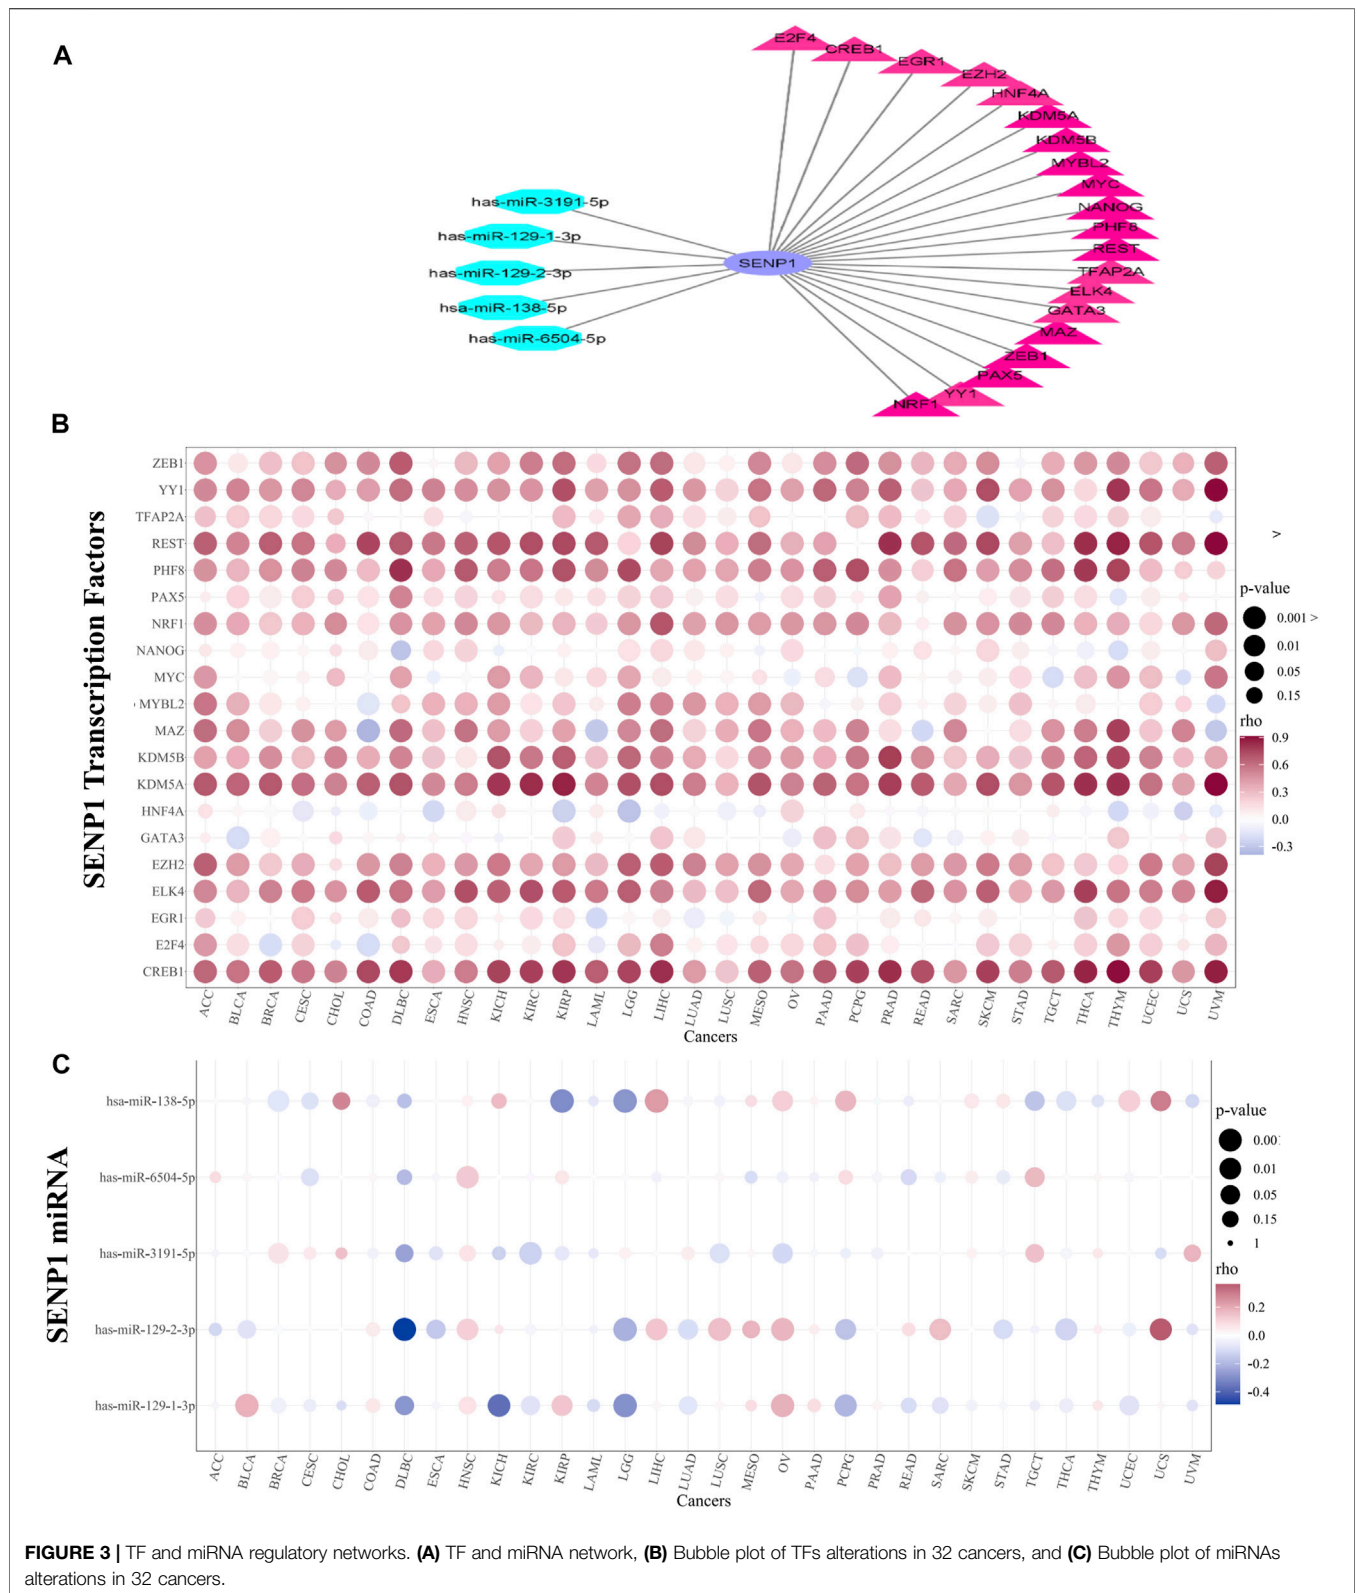 A
E2F4
CREB1
EGR1
EZH2
HNF4A
KDM5A
KDM5B
MYBL2
MYC
NANOG
PHF8
REST
TFAP2A
ELK4
GATA3
MAZ
ZEB1
PAX5
YY1
NRF1
has-miR-3191-5p
has-miR-129-1-3p
has-miR-129-2-3p
hsa-miR-138-5p
has-miR-6504-5p
SENP1
B
SENP1 Transcription Factors
ZEB1
YY1
TFAP2A
REST
PHF8
PAX5
NRF1
NANOG
MYC
MYBL2
MAZ
KDM5B
KDM5A
HNF4A
GATA3
EZH2
ELK4
EGR1
E2F4
CREB1
ACC BLCA BRCA CESC CHOL COAD DLBC ESCA HNSC KICH KIRC KIRP LAML LGG LIHC LUAD LUSC MESO OV PAAD PCPG PRAD READ SARC SKCM STAD TGCT THCA THYM UCEC UCS UVM
Cancers
>
p-value
0.001 >
0.01
0.05
0.15
rho
0.9
0.6
0.3
0.0
-0.3
C
SENP1 miRNA
hsa-miR-138-5p
has-miR-6504-5p
has-miR-3191-5p
has-miR-129-2-3p
has-miR-129-1-3p
ACC BLCA BRCA CESC CHOL COAD DLBC ESCA HNSC KICH KIRC KIRP LAML LGG LIHC LUAD LUSC MESO OV PAAD PCPG PRAD READ SARC SKCM STAD TGCT THCA THYM UCEC UCS UVM
Cancers
p-value
0.001
0.01
0.05
0.15
1
rho
0.2
0.0
-0.2
-0.4
FIGURE 3 | TF and miRNA regulatory networks. (A) TF and miRNA network, (B) Bubble plot of TFs alterations in 32 cancers, and (C) Bubble plot of miRNAs
alterations in 32 cancers.